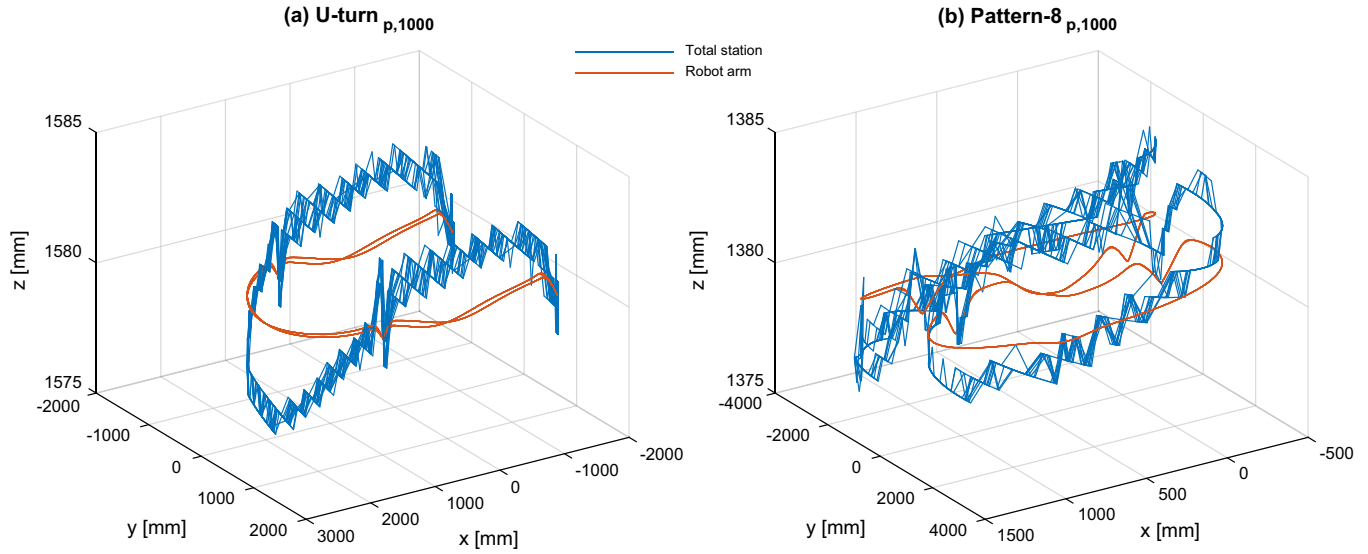 (a) U-turn p,1000
(b) Pattern-8 p,1000
Total station
Robot arm
1585
1580
1575
z [mm]
-2000
-1000
0
1000
2000
y [mm]
3000
2000
1000
0
-1000
-2000
x [mm]
1385
1380
1375
z [mm]
-4000
-2000
0
2000
4000
y [mm]
1500
1000
500
0
-500
x [mm]